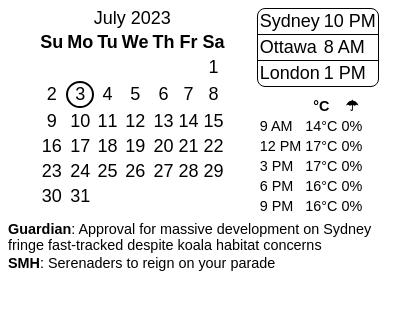 July 2023
Su Mo Tu We Th Fr Sa
1
2 3 4 5 6 7 8
9 10 11 12 13 14 15
16 17 18 19 20 21 22
23 24 25 26 27 28 29
30 31
Sydney 10 PM
Ottawa 8 AM
London 1 PM
°C ☂
9 AM 14°C 0%
12 PM 17°C 0%
3 PM 17°C 0%
6 PM 16°C 0%
9 PM 16°C 0%
Guardian: Approval for massive development on Sydney
fringe fast-tracked despite koala habitat concerns
SMH: Serenaders to reign on your parade